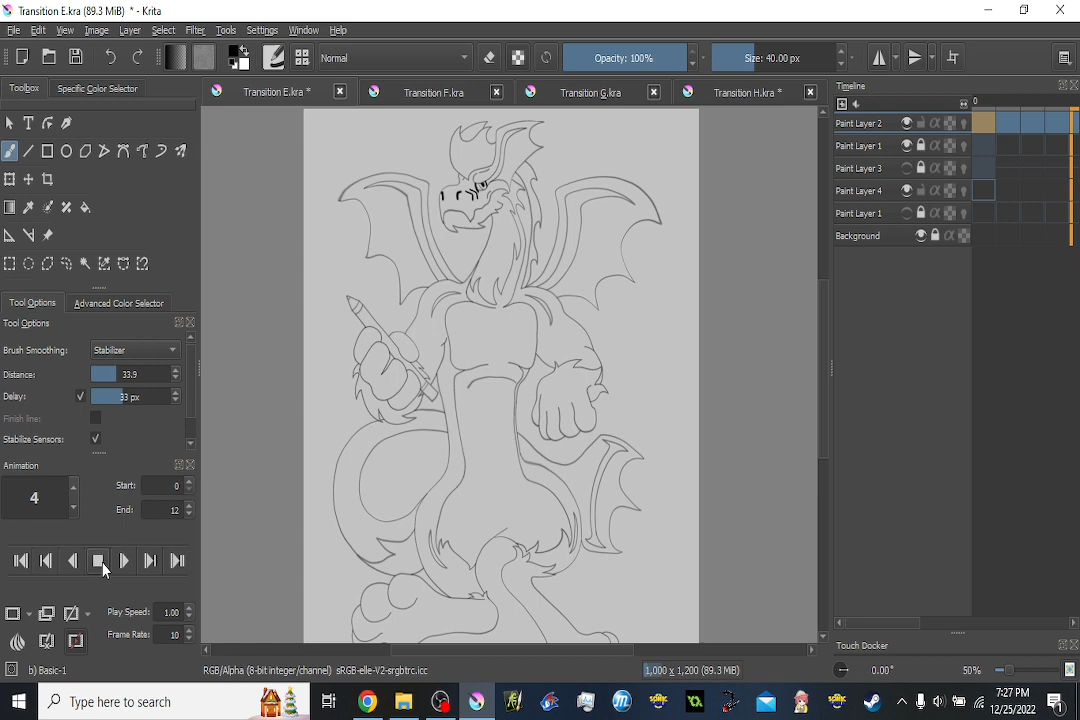 Transition E.kra (89.3 MiB) * - Krita
File Edit View Image Layer Select Filter Tools Settings Window Help
Normal Opacity: 100% Size: 40.00 px
Toolbox Specific Color Selector Transition E.kra * Transition F.kra Transition G.kra Transition H.kra * Timeline
0
Paint Layer 2
Paint Layer 1
Paint Layer 3
Paint Layer 4
Paint Layer 1
Background
Tool Options Advanced Color Selector
Tool Options
Brush Smoothing: Stabilizer
Distance: 33.9
Delay: 33 px
Finish line:
Stabilize Sensors:
Animation
4 Start: 0
End: 12
Play Speed: 1.00
Frame Rate: 10
Touch Docker
b) Basic-1 RGB/Alpha (8-bit integer/channel) sRGB-elle-V2-srgbtrc.icc 1,000 x 1,200 (89.3 MiB) 0.00° 50%
Type here to search
7:27 PM
12/25/2022
1